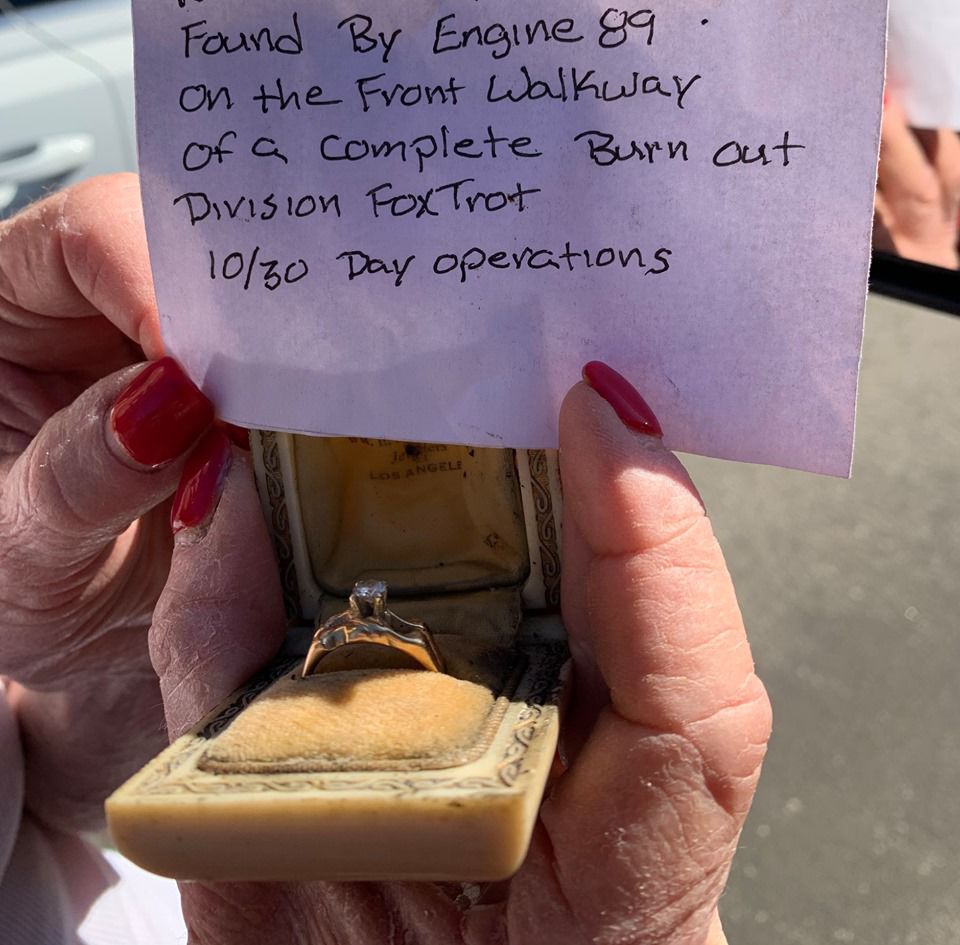 Found By Engine 89.
on the Front Walkway
of a complete Burn out
Division FoxTrot
10/30 Day operations
LOS ANGELE